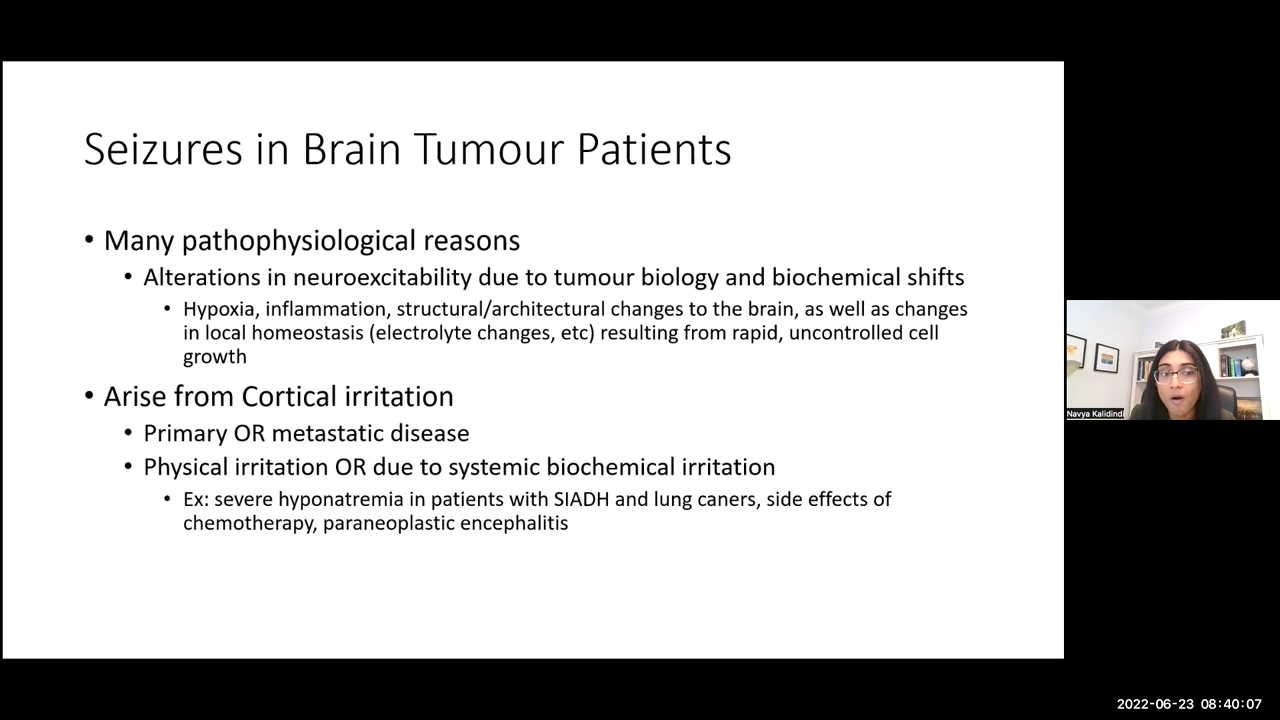 Seizures in Brain Tumour Patients
• Many pathophysiological reasons
• Alterations in neuroexcitability due to tumour biology and biochemical shifts
• Hypoxia, inflammation, structural/architectural changes to the brain, as well as changes
in local homeostasis (electrolyte changes, etc) resulting from rapid, uncontrolled cell
growth
• Arise from Cortical irritation
• Primary OR metastatic disease
• Physical irritation OR due to systemic biochemical irritation
• Ex: severe hyponatremia in patients with SIADH and lung caners, side effects of
chemotherapy, paraneoplastic encephalitis
Navya Kalidindi
2022-06-23 08:40:07